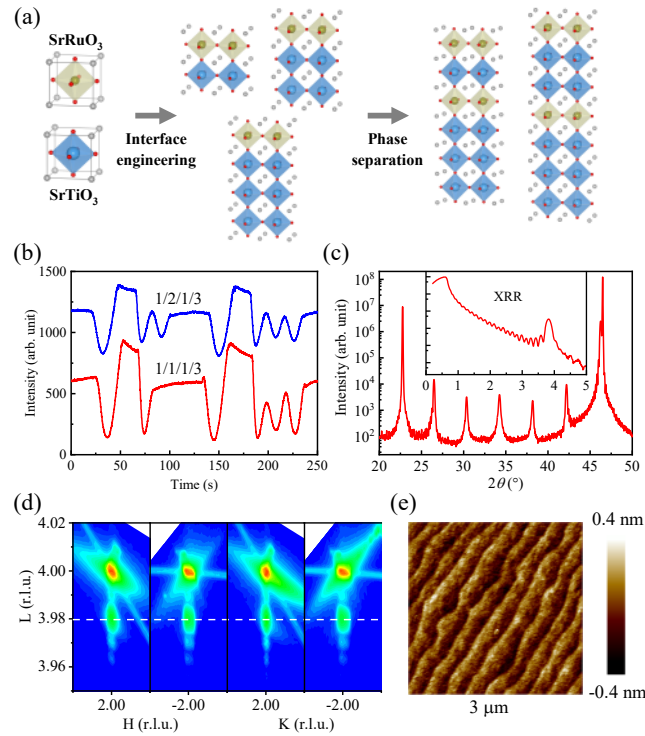 (a)
SrRuO3
SrTiO3
Interface
engineering
Phase
separation
(b)
1500
1250
1000
750
500
250
0
Intensity (arb. unit)
1/2/1/3
1/1/1/3
0 50 100 150 200 250
Time (s)
(c)
10^8
10^7
10^6
10^5
10^4
10^3
10^2
Intensity (arb. unit)
XRR
0 1 2 3 4 5
20 25 30 35 40 45 50
2θ (°)
(d)
4.02
4.00
3.98
3.96
L (r.l.u.)
2.00 -2.00 2.00 -2.00
H (r.l.u.) K (r.l.u.)
(e)
0.4 nm
-0.4 nm
3 μm